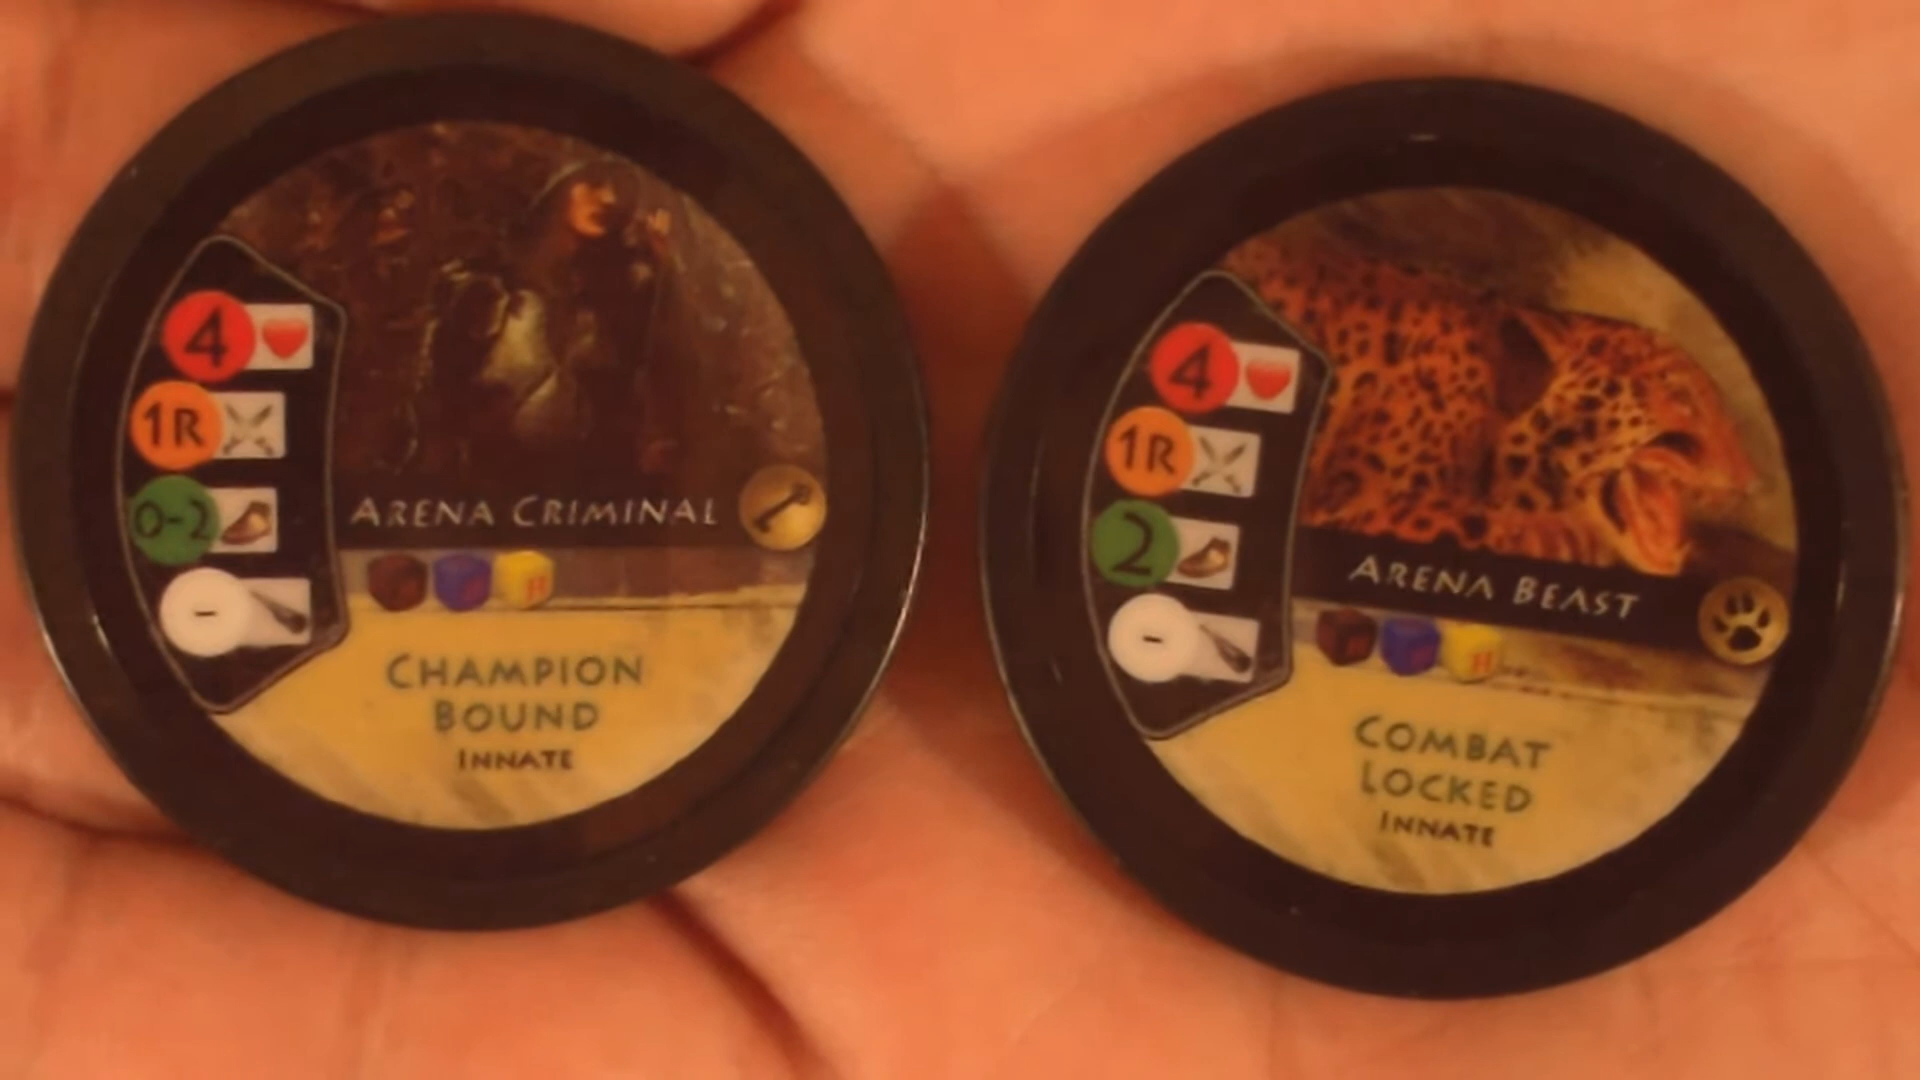 4
1R
0-2
-
ARENA CRIMINAL
CHAMPION
BOUND
INNATE
4
1R
2
-
ARENA BEAST
COMBAT
LOCKED
INNATE